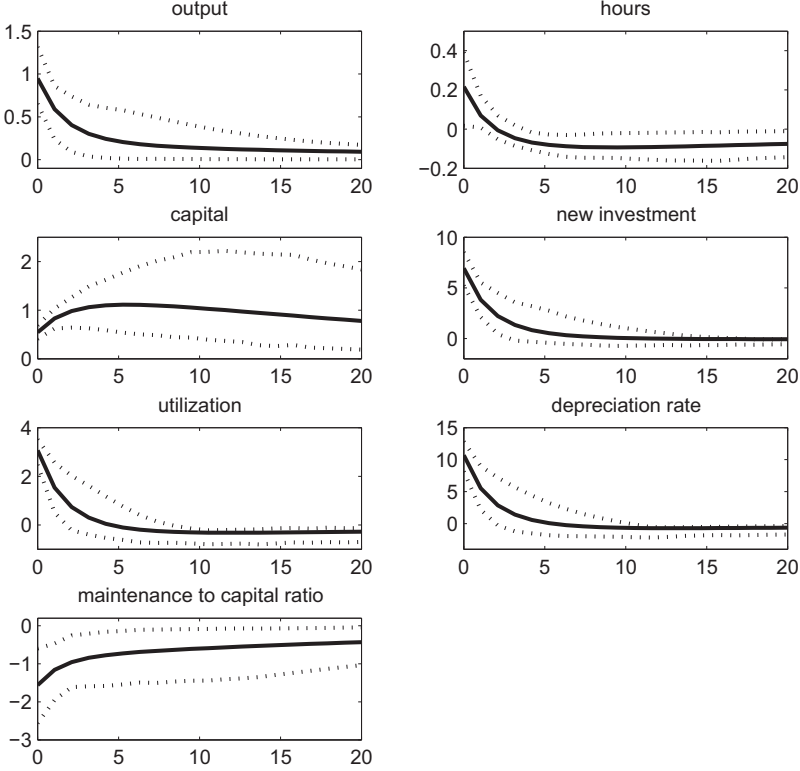 output
1.5
1
0.5
0
0 5 10 15 20
hours
0.4
0.2
0
−0.2
0 5 10 15 20
capital
2
1
0
0 5 10 15 20
new investment
10
5
0
0 5 10 15 20
utilization
4
2
0
0 5 10 15 20
depreciation rate
15
10
5
0
0 5 10 15 20
maintenance to capital ratio
0
−1
−2
−3
0 5 10 15 20